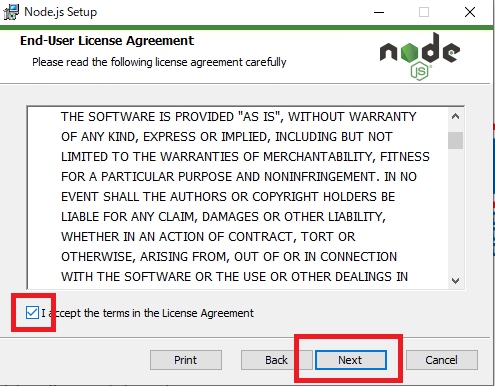 Node.js Setup
End-User License Agreement
Please read the following license agreement carefully
node
JS
THE SOFTWARE IS PROVIDED "AS IS", WITHOUT WARRANTY
OF ANY KIND, EXPRESS OR IMPLIED, INCLUDING BUT NOT
LIMITED TO THE WARRANTIES OF MERCHANTABILITY, FITNESS
FOR A PARTICULAR PURPOSE AND NONINFRINGEMENT. IN NO
EVENT SHALL THE AUTHORS OR COPYRIGHT HOLDERS BE
LIABLE FOR ANY CLAIM, DAMAGES OR OTHER LIABILITY,
WHETHER IN AN ACTION OF CONTRACT, TORT OR
OTHERWISE, ARISING FROM, OUT OF OR IN CONNECTION
WITH THE SOFTWARE OR THE USE OR OTHER DEALINGS IN
I accept the terms in the License Agreement
Print Back Next Cancel